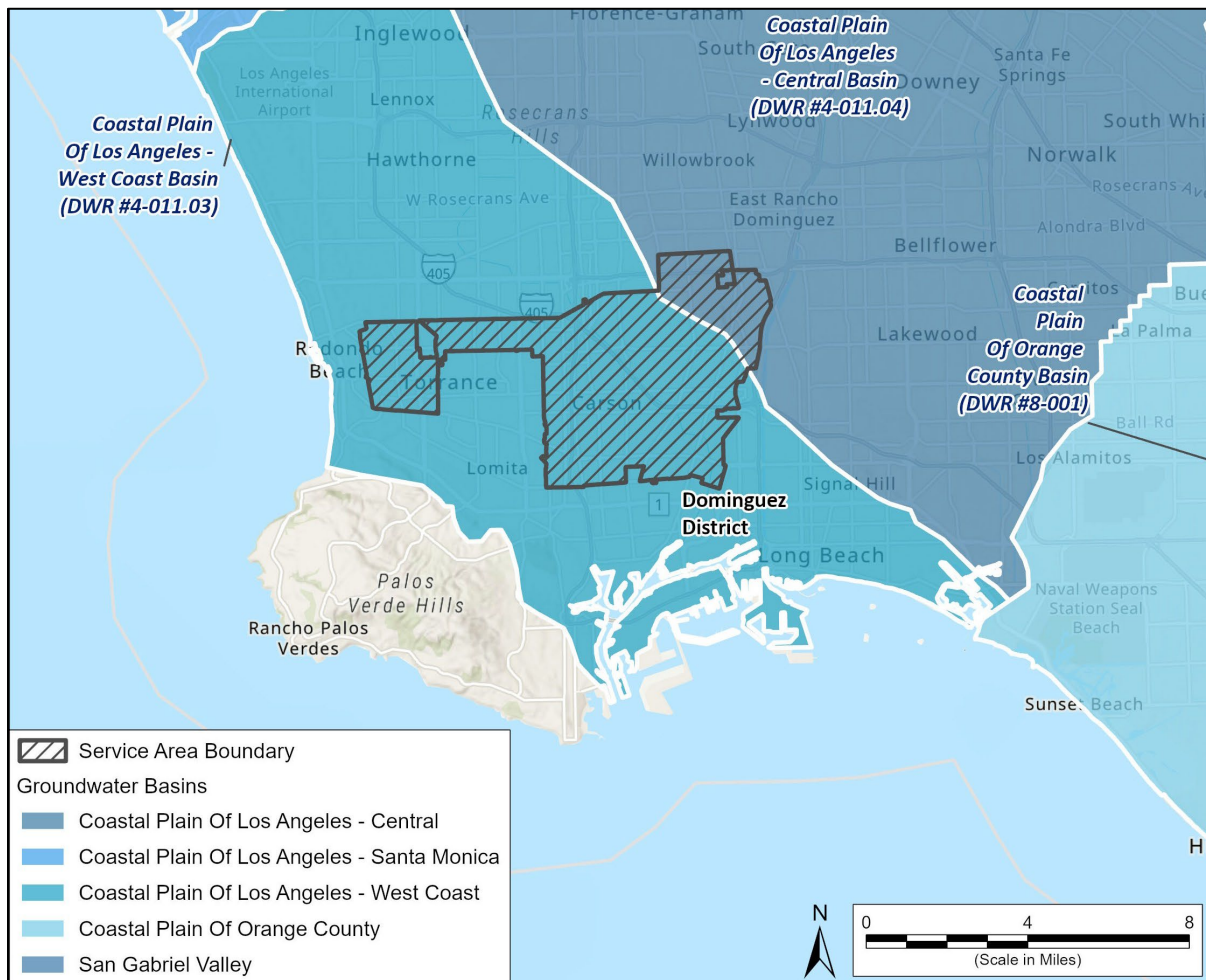 Florence-Graham
Inglewood
South
Coastal Plain
Of Los Angeles
- Central Basin
(DWR #4-011.04)
Santa Fe
Springs
Los Angeles
International
Airport
Downey
Lennox
Rosecrans
Hills
Lynwood
South Whi
Coastal Plain
Of Los Angeles -
West Coast Basin
(DWR #4-011.03)
Hawthorne
Willowbrook
Norwalk
W Rosecrans Ave
East Rancho
Dominguez
Rosecrans Av
Alondra Blvd
Bellflower
405
405
Coastal
Plain
Of Orange
County Basin
(DWR #8-001)
Bue
La Palma
Lakewood
Redondo
Beach
Torrance
Carson
Ball Rd
Los Alamitos
Lomita
Signal Hill
1
Dominguez
District
Long Beach
Palos
Verde Hills
Naval Weapons
Station Seal
Beach
Rancho Palos
Verdes
Sunset Beach
H
Service Area Boundary
Groundwater Basins
Coastal Plain Of Los Angeles - Central
Coastal Plain Of Los Angeles - Santa Monica
Coastal Plain Of Los Angeles - West Coast
Coastal Plain Of Orange County
San Gabriel Valley
N
0 4 8
(Scale in Miles)